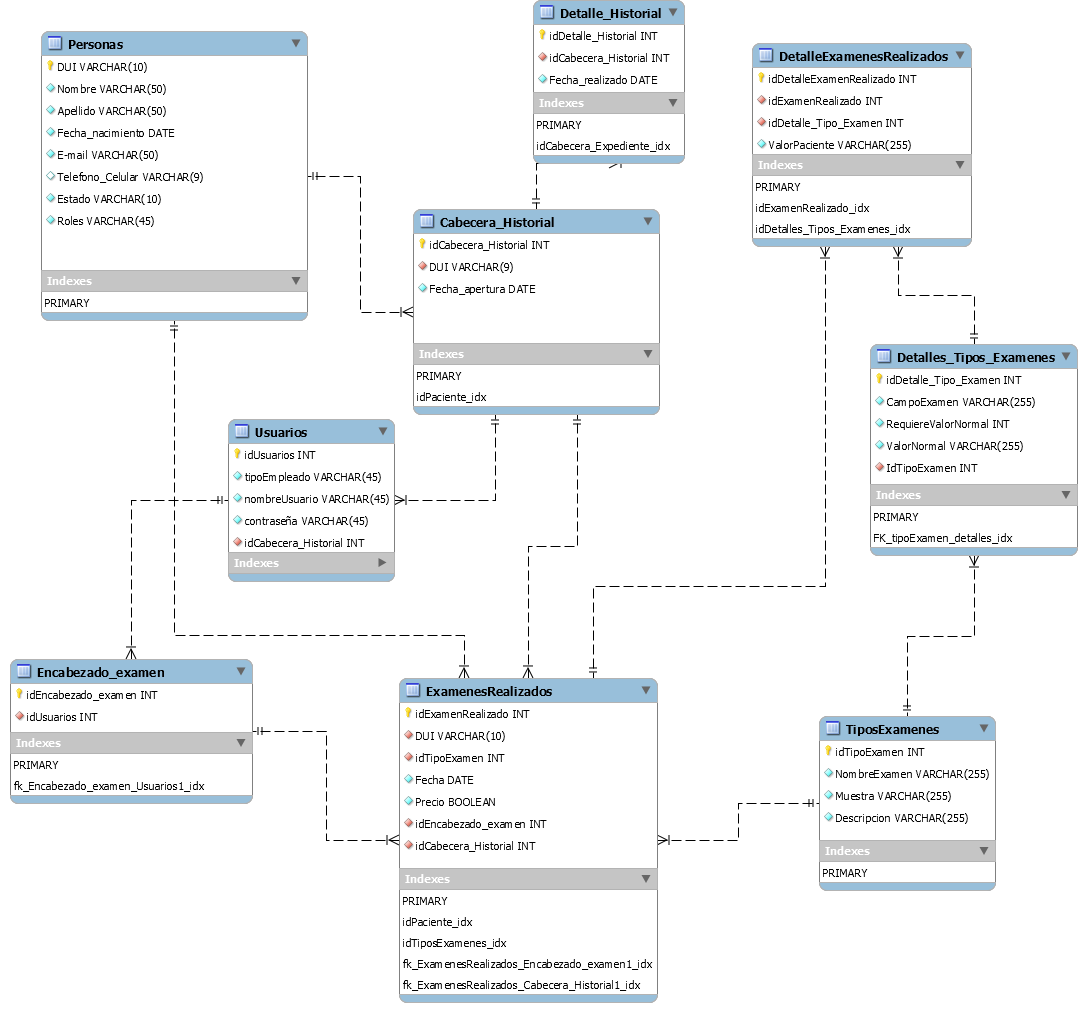 Personas
DUI VARCHAR(10)
Nombre VARCHAR(50)
Apellido VARCHAR(50)
Fecha_nacimiento DATE
E-mail VARCHAR(50)
Telefono_Celular VARCHAR(9)
Estado VARCHAR(10)
Roles VARCHAR(45)
Indexes
PRIMARY
Detalle_Historial
idDetalle_Historial INT
idCabecera_Historial INT
Fecha_realizado DATE
Indexes
PRIMARY
idCabecera_Expediente_idx
DetalleExamenesRealizados
idDetalleExamenRealizado INT
idExamenRealizado INT
idDetalle_Tipo_Examen INT
ValorPaciente VARCHAR(255)
Indexes
PRIMARY
idExamenRealizado_idx
idDetalles_Tipos_Examenes_idx
Cabecera_Historial
idCabecera_Historial INT
DUI VARCHAR(9)
Fecha_apertura DATE
Indexes
PRIMARY
idPaciente_idx
Detalles_Tipos_Examenes
idDetalle_Tipo_Examen INT
CampoExamen VARCHAR(255)
RequiereValorNormal INT
ValorNormal VARCHAR(255)
IdTipoExamen INT
Indexes
PRIMARY
FK_tipoExamen_detalles_idx
Usuarios
idUsuarios INT
tipoEmpleado VARCHAR(45)
nombreUsuario VARCHAR(45)
contraseña VARCHAR(45)
idCabecera_Historial INT
Indexes
Encabezado_examen
idEncabezado_examen INT
idUsuarios INT
Indexes
PRIMARY
fk_Encabezado_examen_Usuarios1_idx
ExamenesRealizados
idExamenRealizado INT
DUI VARCHAR(10)
idTipoExamen INT
Fecha DATE
Precio BOOLEAN
idEncabezado_examen INT
idCabecera_Historial INT
Indexes
PRIMARY
idPaciente_idx
idTiposExamenes_idx
fk_ExamenesRealizados_Encabezado_examen1_idx
fk_ExamenesRealizados_Cabecera_Historial1_idx
TiposExamenes
idTipoExamen INT
NombreExamen VARCHAR(255)
Muestra VARCHAR(255)
Descripcion VARCHAR(255)
Indexes
PRIMARY